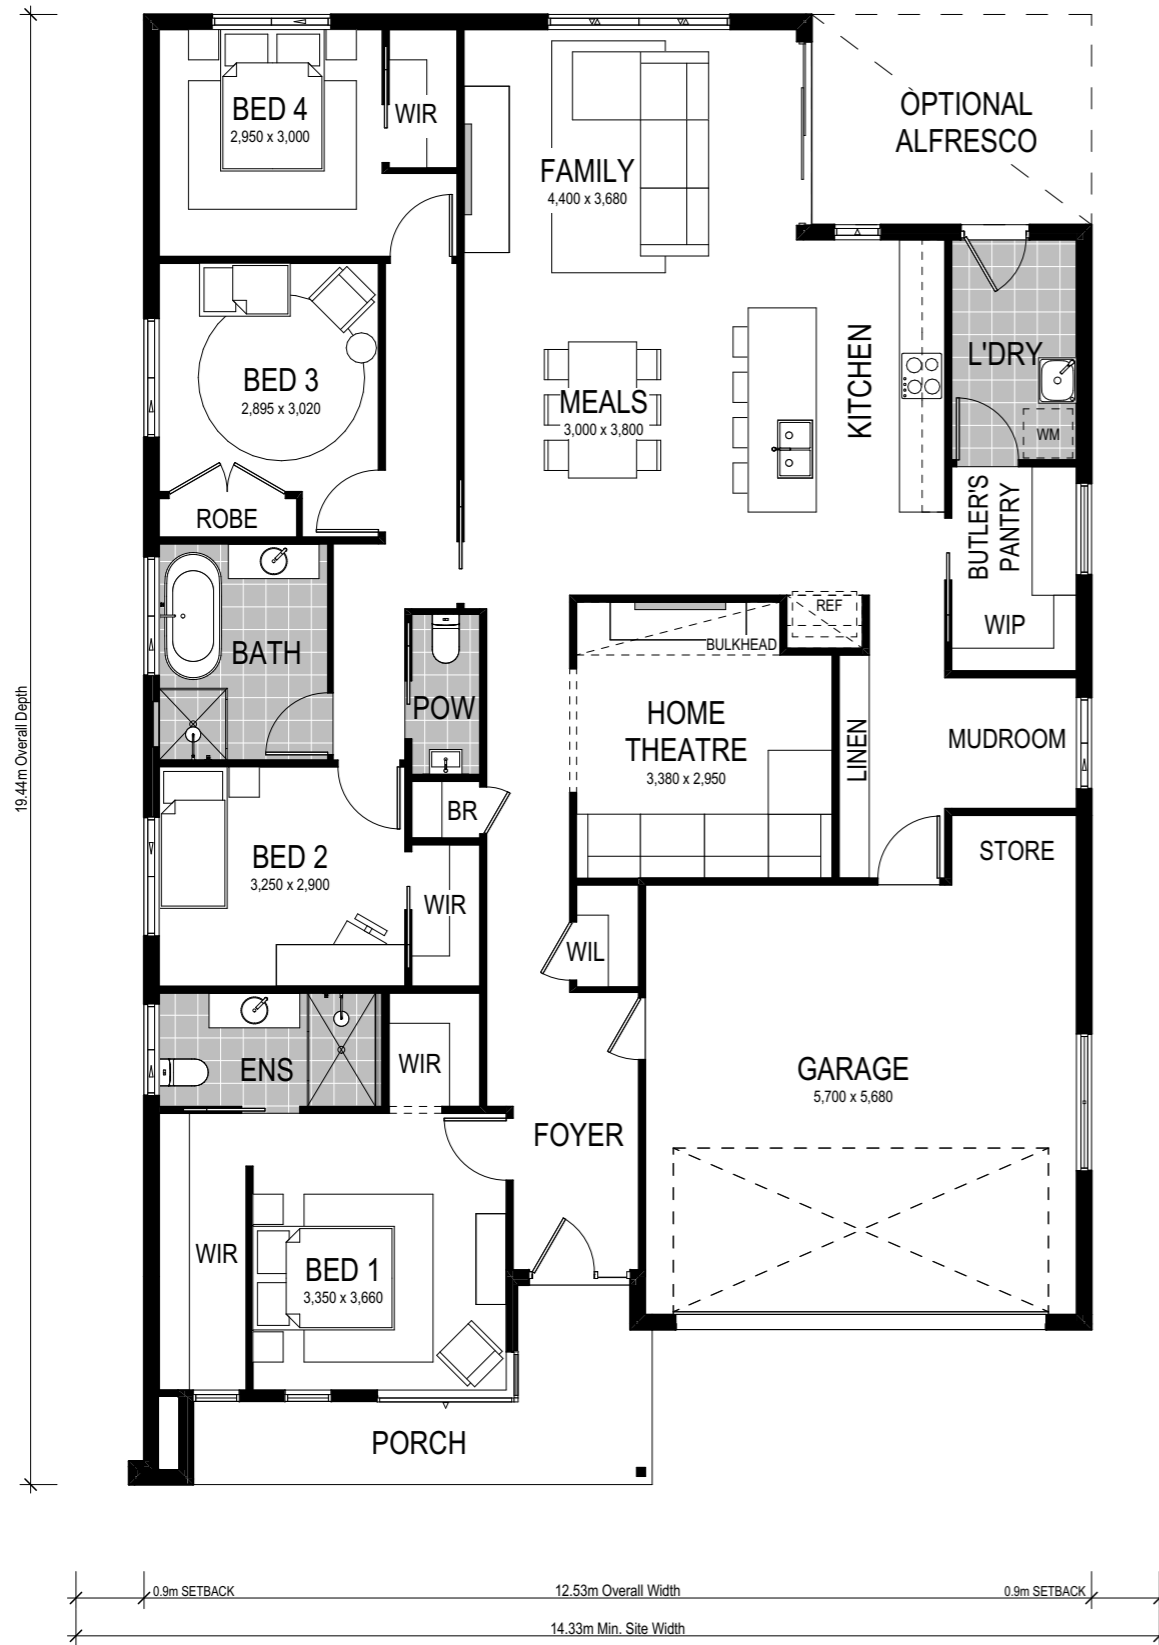 BED 4
2,950 x 3,000
WIR
FAMILY
4,400 x 3,680
OPTIONAL
ALFRESCO
BED 3
2,895 x 3,020
ROBE
MEALS
3,000 x 3,800
KITCHEN
L'DRY
WM
BUTLER'S
PANTRY
WIP
BATH
POW
REF
BULKHEAD
HOME
THEATRE
3,380 x 2,950
LINEN
MUDROOM
STORE
BR
BED 2
3,250 x 2,900
WIR
WIL
ENS
WIR
FOYER
GARAGE
5,700 x 5,680
WIR
BED 1
3,350 x 3,660
PORCH
19.44m Overall Depth
0.9m SETBACK
12.53m Overall Width
0.9m SETBACK
14.33m Min. Site Width